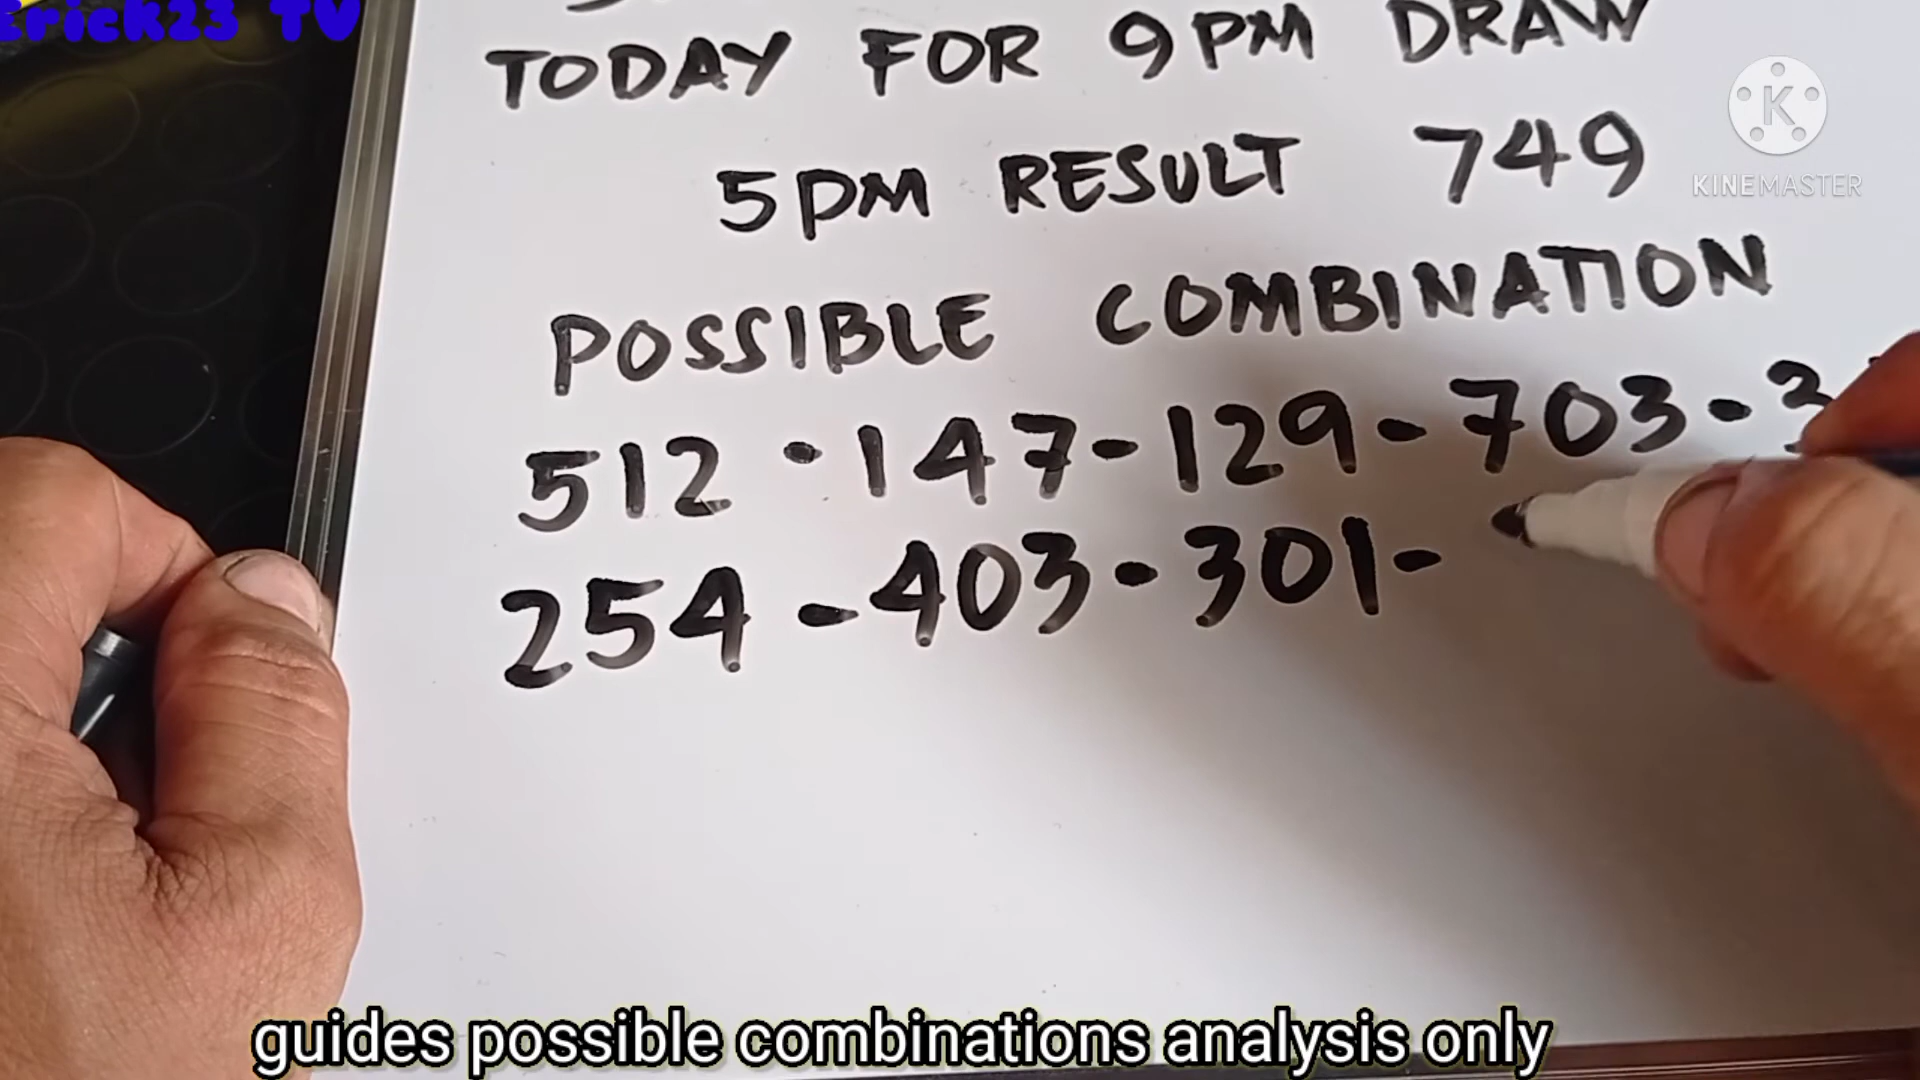 Erick23 TV
TODAY FOR 9PM DRAW
KINEMASTER
5PM RESULT 749
POSSIBLE COMBINATION
512 - 147 - 129 - 703 - 3
254 - 403 - 301 -
guides possible combinations analysis only